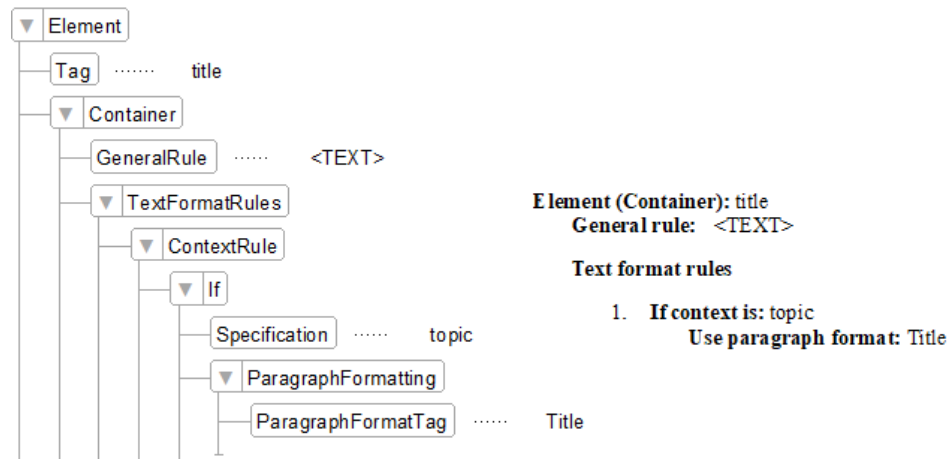 Element
Tag ....... title
Container
GeneralRule ...... <TEXT>
TextFormatRules
ContextRule
If
Specification ...... topic
ParagraphFormatting
ParagraphFormatTag ...... Title
Element (Container): title
General rule: <TEXT>
Text format rules
1. If context is: topic
Use paragraph format: Title